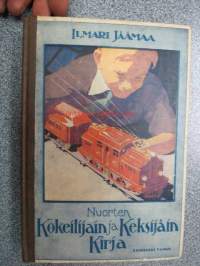 ILMARI JÄÄMAA
Nuorten
Kokeilijain ja Keksijäin
Kirja